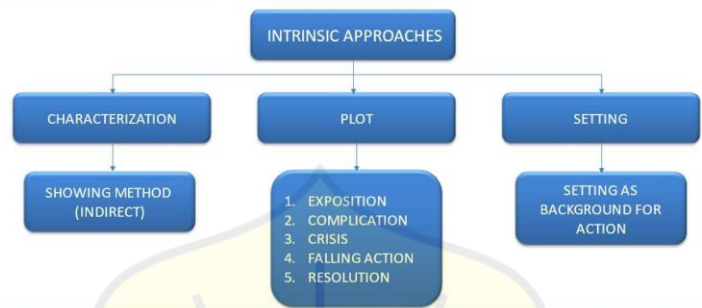 INTRINSIC APPROACHES
CHARACTERIZATION
PLOT
SETTING
SHOWING METHOD
(INDIRECT)
1. EXPOSITION
2. COMPLICATION
3. CRISIS
4. FALLING ACTION
5. RESOLUTION
SETTING AS
BACKGROUND FOR
ACTION